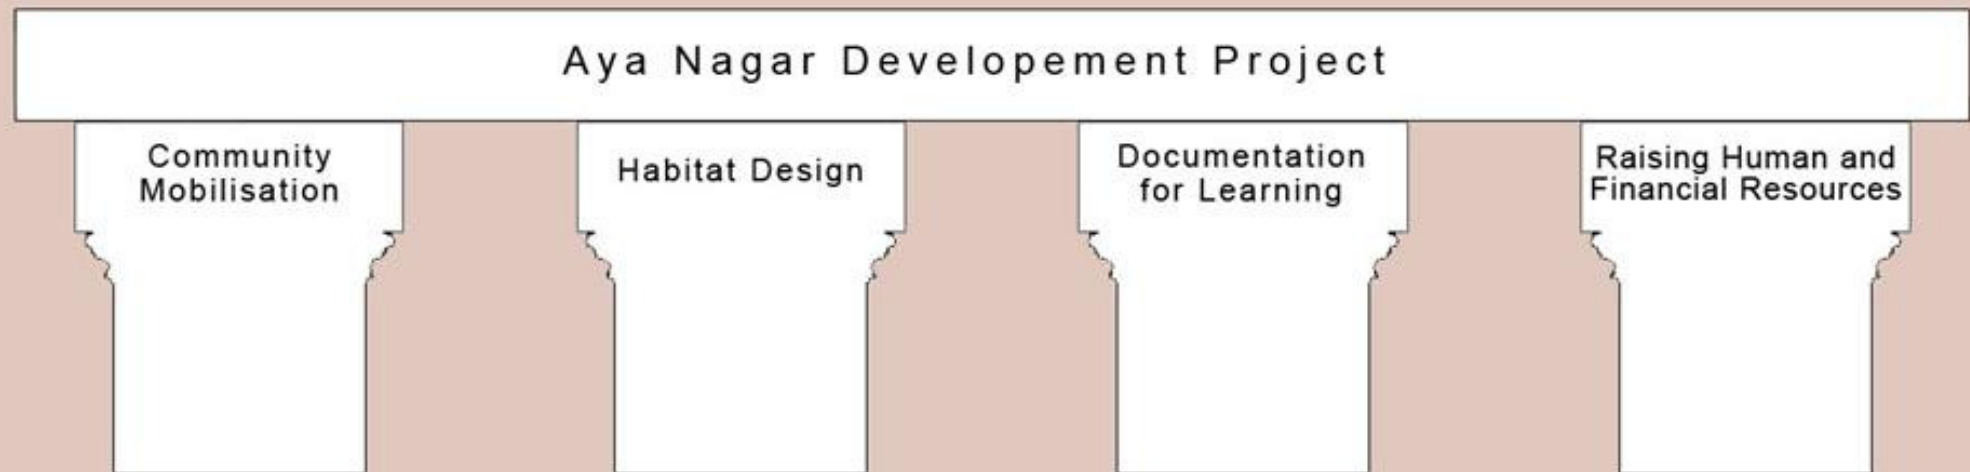 Aya Nagar Developement Project
Community
Mobilisation
Habitat Design
Documentation
for Learning
Raising Human and
Financial Resources